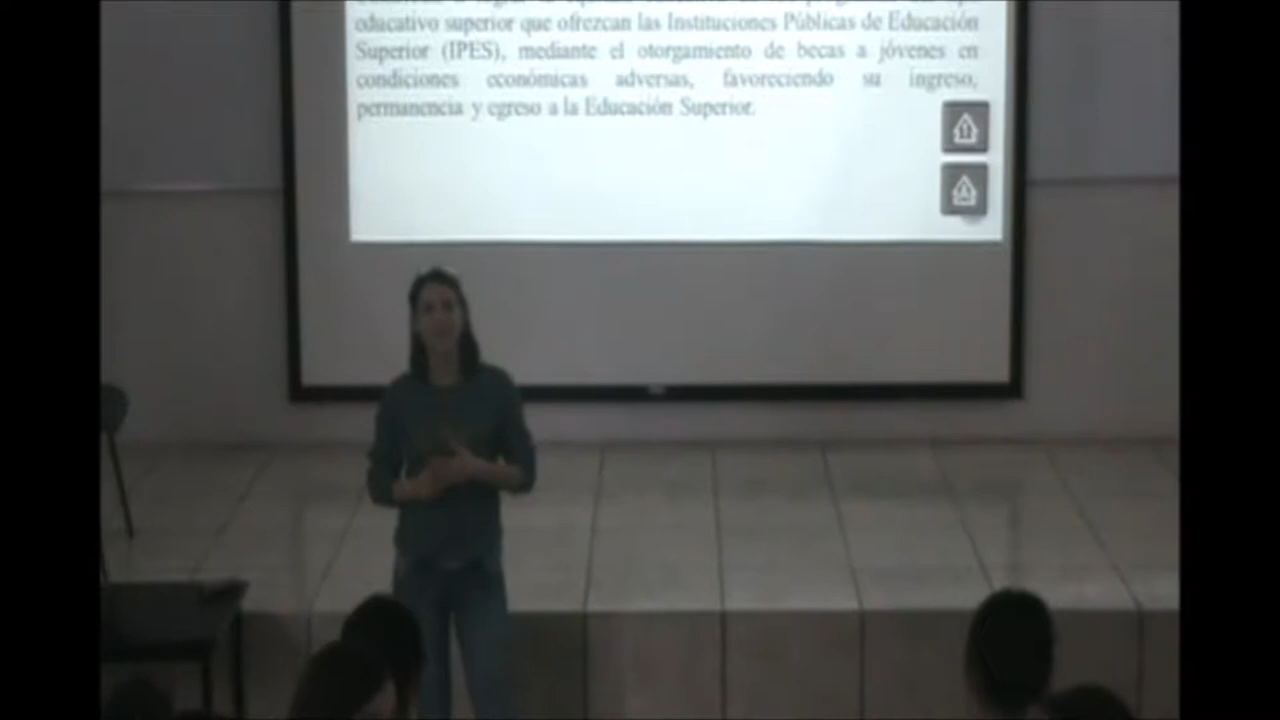 educativo superior que ofrezcan las Instituciones Públicas de Educación
Superior (IPES), mediante el otorgamiento de becas a jóvenes en
condiciones económicas adversas, favoreciendo su ingreso,
permanencia y egreso a la Educación Superior.